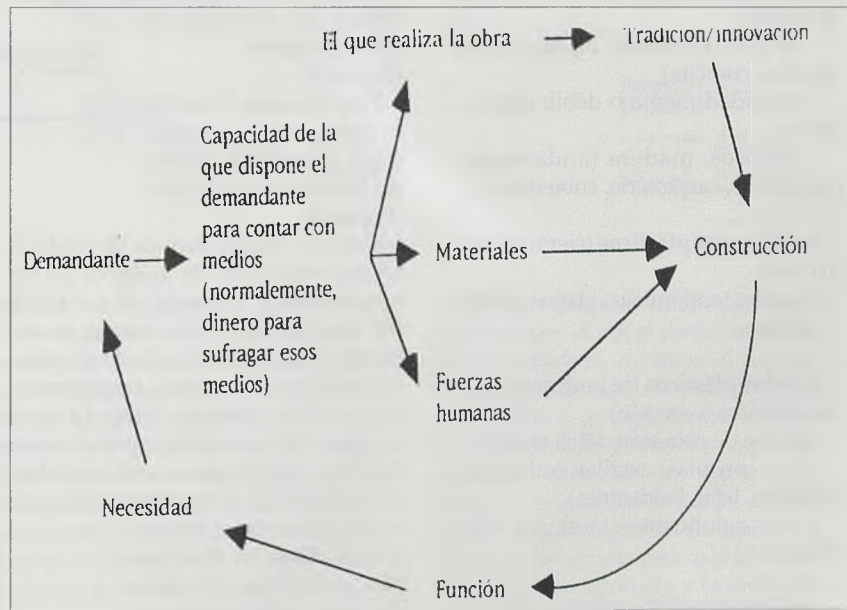 El que realiza la obra
Tradición/innovación
Capacidad de la
que dispone el
demandante
para contar con
medios
(normalmente,
dinero para
sufragar esos
medios)
Demandante
Materiales
Construcción
Fuerzas
humanas
Necesidad
Función